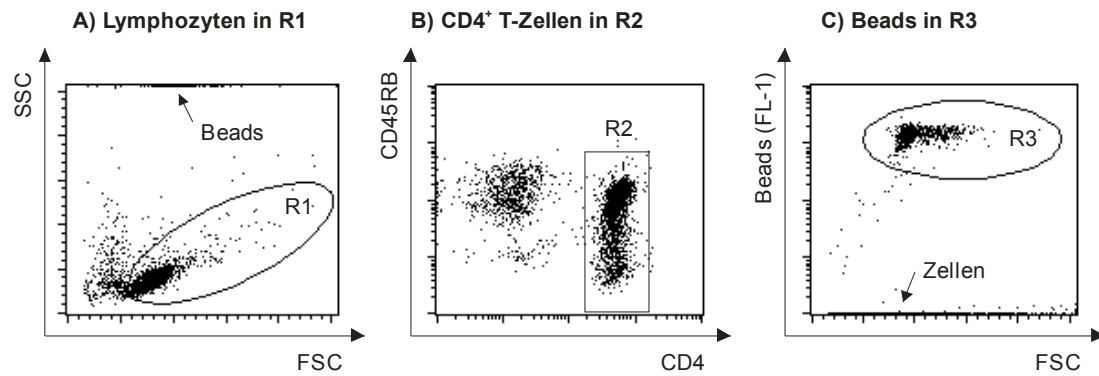 A) Lymphozyten in R1
B) CD4⁺ T-Zellen in R2
C) Beads in R3
SSC
Beads
R1
FSC
CD45RB
R2
CD4
Beads (FL-1)
R3
Zellen
FSC